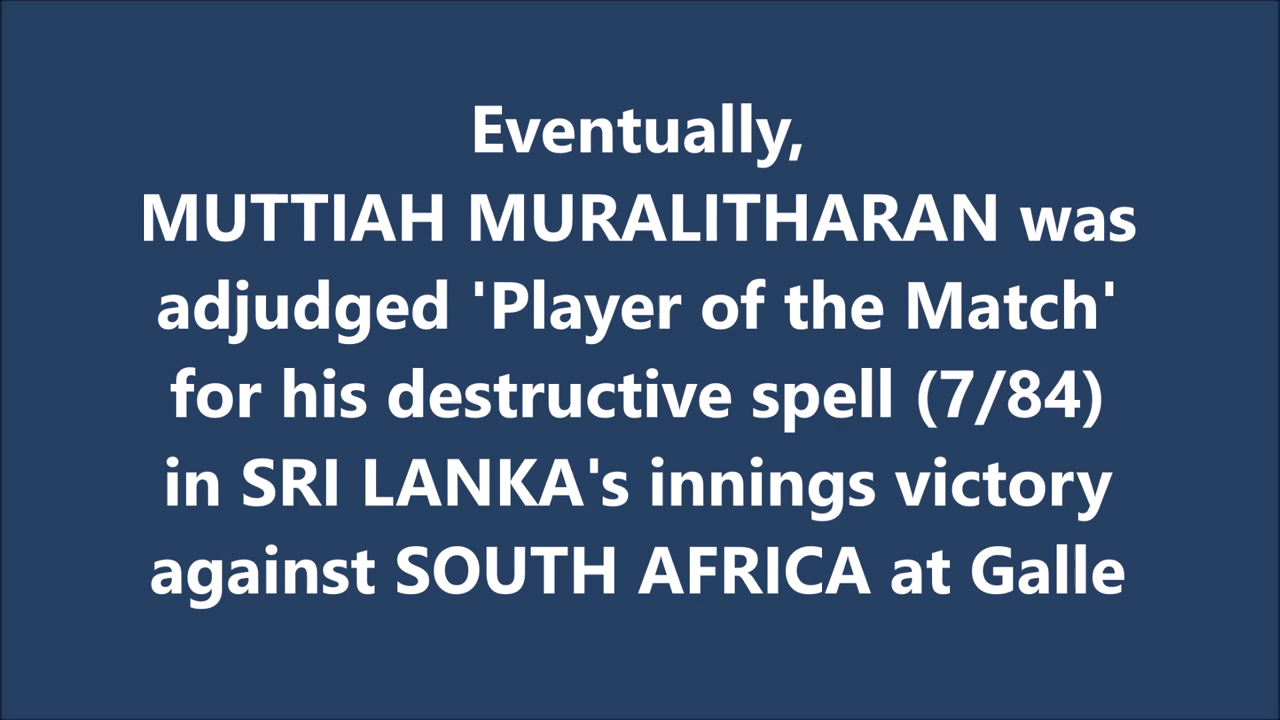 Eventually,
MUTTIAH MURALITHARAN was
adjudged 'Player of the Match'
for his destructive spell (7/84)
in SRI LANKA's innings victory
against SOUTH AFRICA at Galle